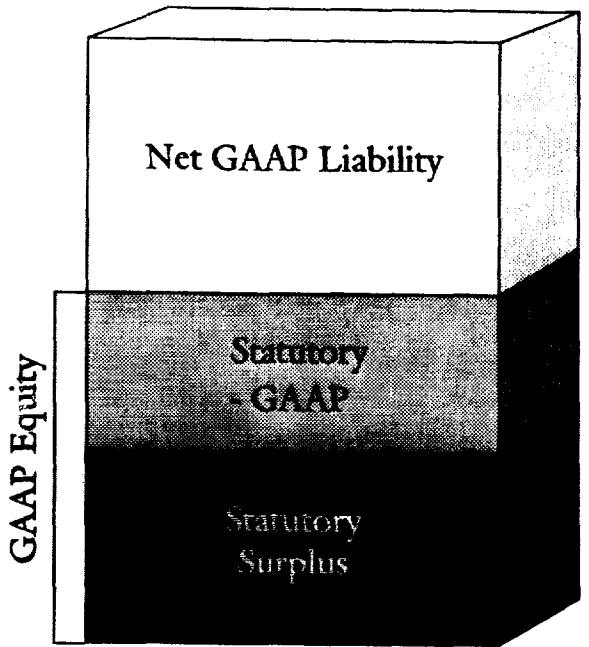 Net GAAP Liability
Statutory
- GAAP
Statutory
Surplus
GAAP Equity